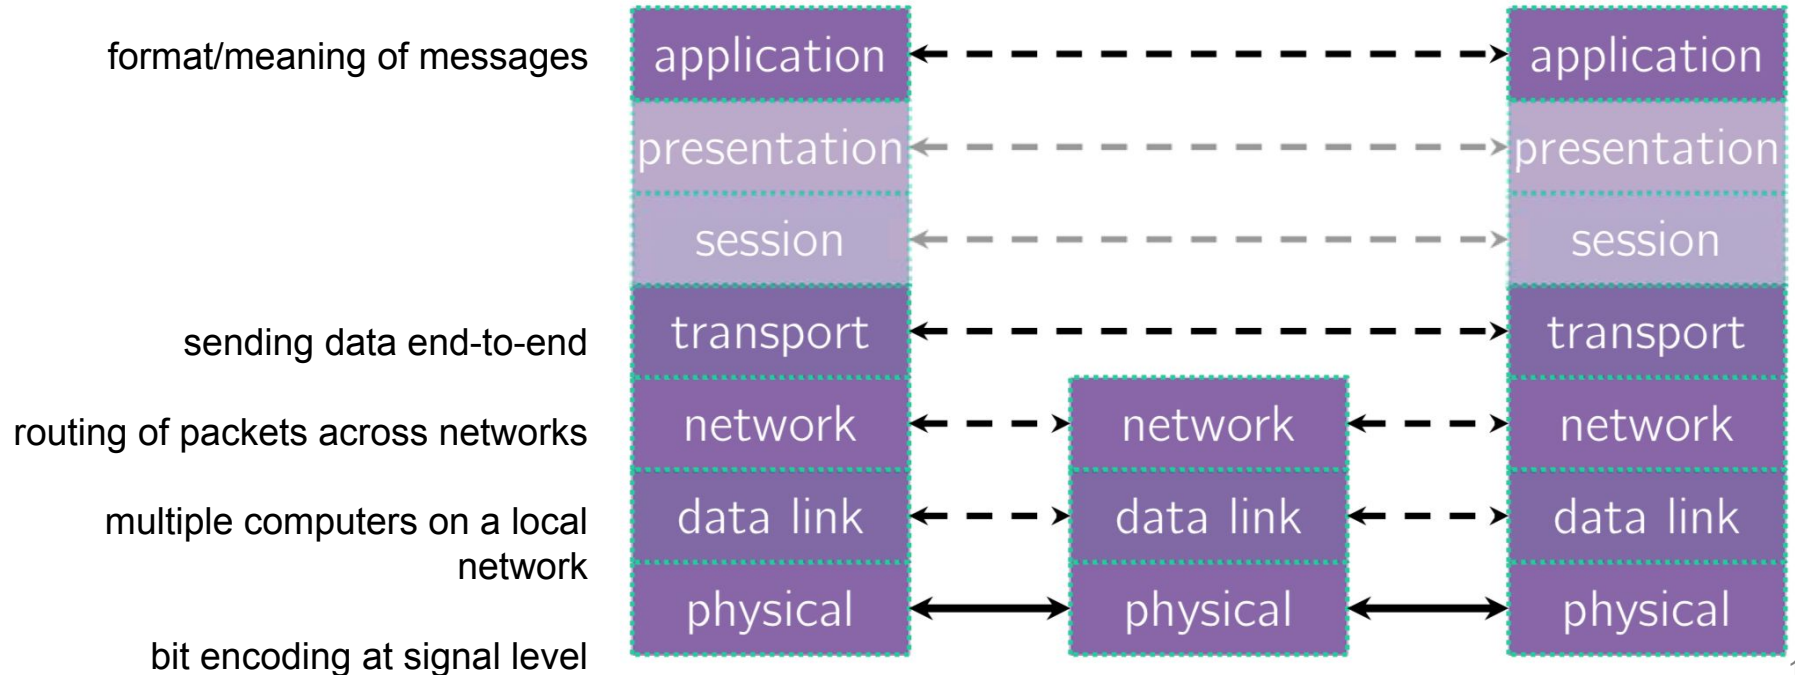 format/meaning of messages
application
application
presentation
presentation
session
session
sending data end-to-end
transport
transport
routing of packets across networks
network
network
network
multiple computers on a local
network
data link
data link
data link
physical
physical
physical
bit encoding at signal level